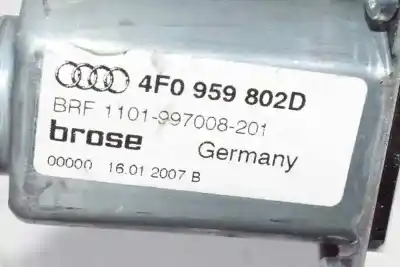 4F0 959 802D
BRF 1101-997008-201
brose Germany
00000 16.01 2007 B